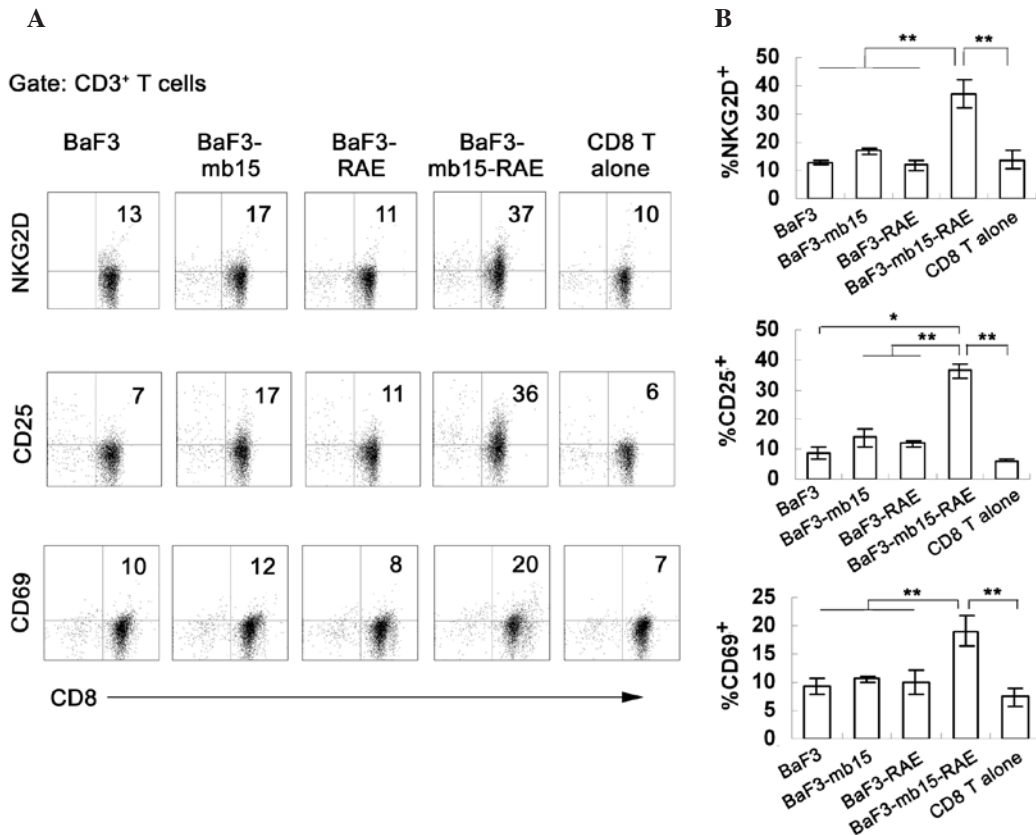 A
Gate: CD3⁺ T cells
BaF3
BaF3-
mb15
BaF3-
RAE
BaF3-
mb15-RAE
CD8 T
alone
NKG2D
13
17
11
37
10
CD25
7
17
11
36
6
CD69
10
12
8
20
7
CD8
B
%NKG2D⁺
50
40
30
20
10
0
**
**
BaF3
BaF3-mb15
BaF3-RAE
BaF3-mb15-RAE
CD8 T alone
%CD25⁺
50
40
30
20
10
0
*
**
**
BaF3
BaF3-mb15
BaF3-RAE
BaF3-mb15-RAE
CD8 T alone
%CD69⁺
25
20
15
10
5
0
**
**
BaF3
BaF3-mb15
BaF3-RAE
BaF3-mb15-RAE
CD8 T alone